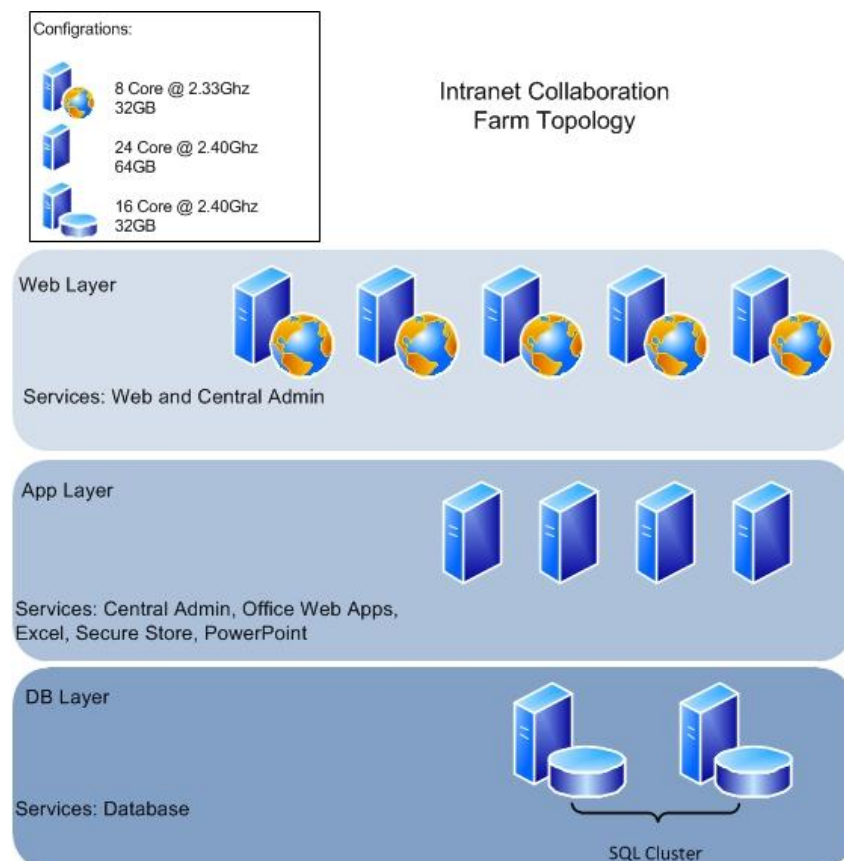 Configrations:
8 Core @ 2.33Ghz
32GB
24 Core @ 2.40Ghz
64GB
16 Core @ 2.40Ghz
32GB
Intranet Collaboration
Farm Topology
Web Layer
Services: Web and Central Admin
App Layer
Services: Central Admin, Office Web Apps,
Excel, Secure Store, PowerPoint
DB Layer
Services: Database
SQL Cluster